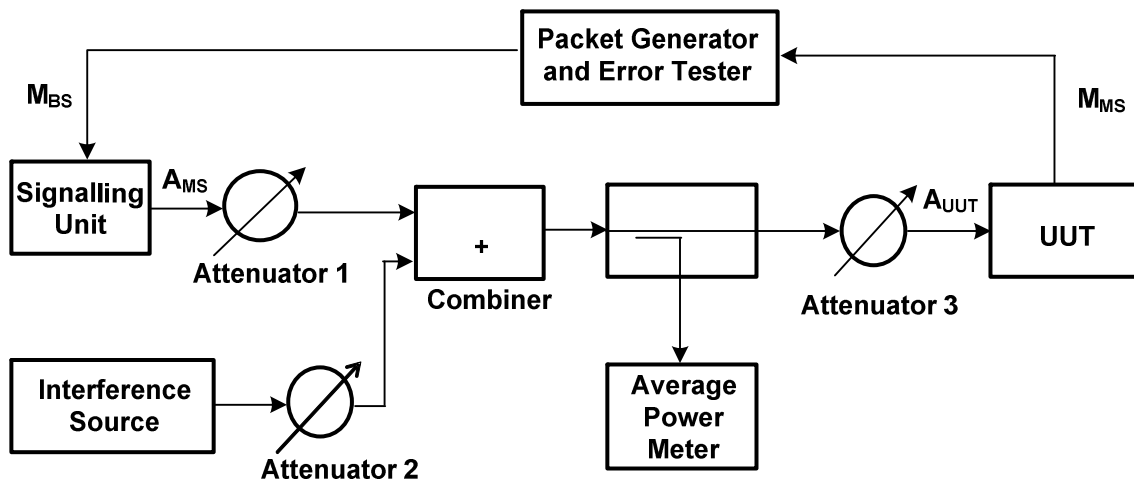 Packet Generator
and Error Tester
M_BS
M_MS
Signalling
Unit
A_MS
Attenuator 1
+
Combiner
A_UUT
UUT
Attenuator 3
Interference
Source
Attenuator 2
Average
Power
Meter